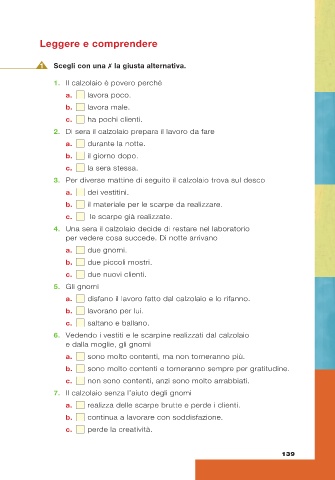 Leggere e comprendere
1 Scegli con una ✗ la giusta alternativa.
1. Il calzolaio è povero perché
a. lavora poco.
b. lavora male.
c. ha pochi clienti.
2. Di sera il calzolaio prepara il lavoro da fare
a. durante la notte.
b. il giorno dopo.
c. la sera stessa.
3. Per diverse mattine di seguito il calzolaio trova sul desco
a. dei vestitini.
b. il materiale per le scarpe da realizzare.
c. le scarpe già realizzate.
4. Una sera il calzolaio decide di restare nel laboratorio
per vedere cosa succede. Di notte arrivano
a. due gnomi.
b. due piccoli mostri.
c. due nuovi clienti.
5. Gli gnomi
a. disfano il lavoro fatto dal calzolaio e lo rifanno.
b. lavorano per lui.
c. saltano e ballano.
6. Vedendo i vestiti e le scarpine realizzati dal calzolaio
e dalla moglie, gli gnomi
a. sono molto contenti, ma non torneranno più.
b. sono molto contenti e torneranno sempre per gratitudine.
c. non sono contenti, anzi sono molto arrabbiati.
7. Il calzolaio senza l'aiuto degli gnomi
a. realizza delle scarpe brutte e perde i clienti.
b. continua a lavorare con soddisfazione.
c. perde la creatività.
139